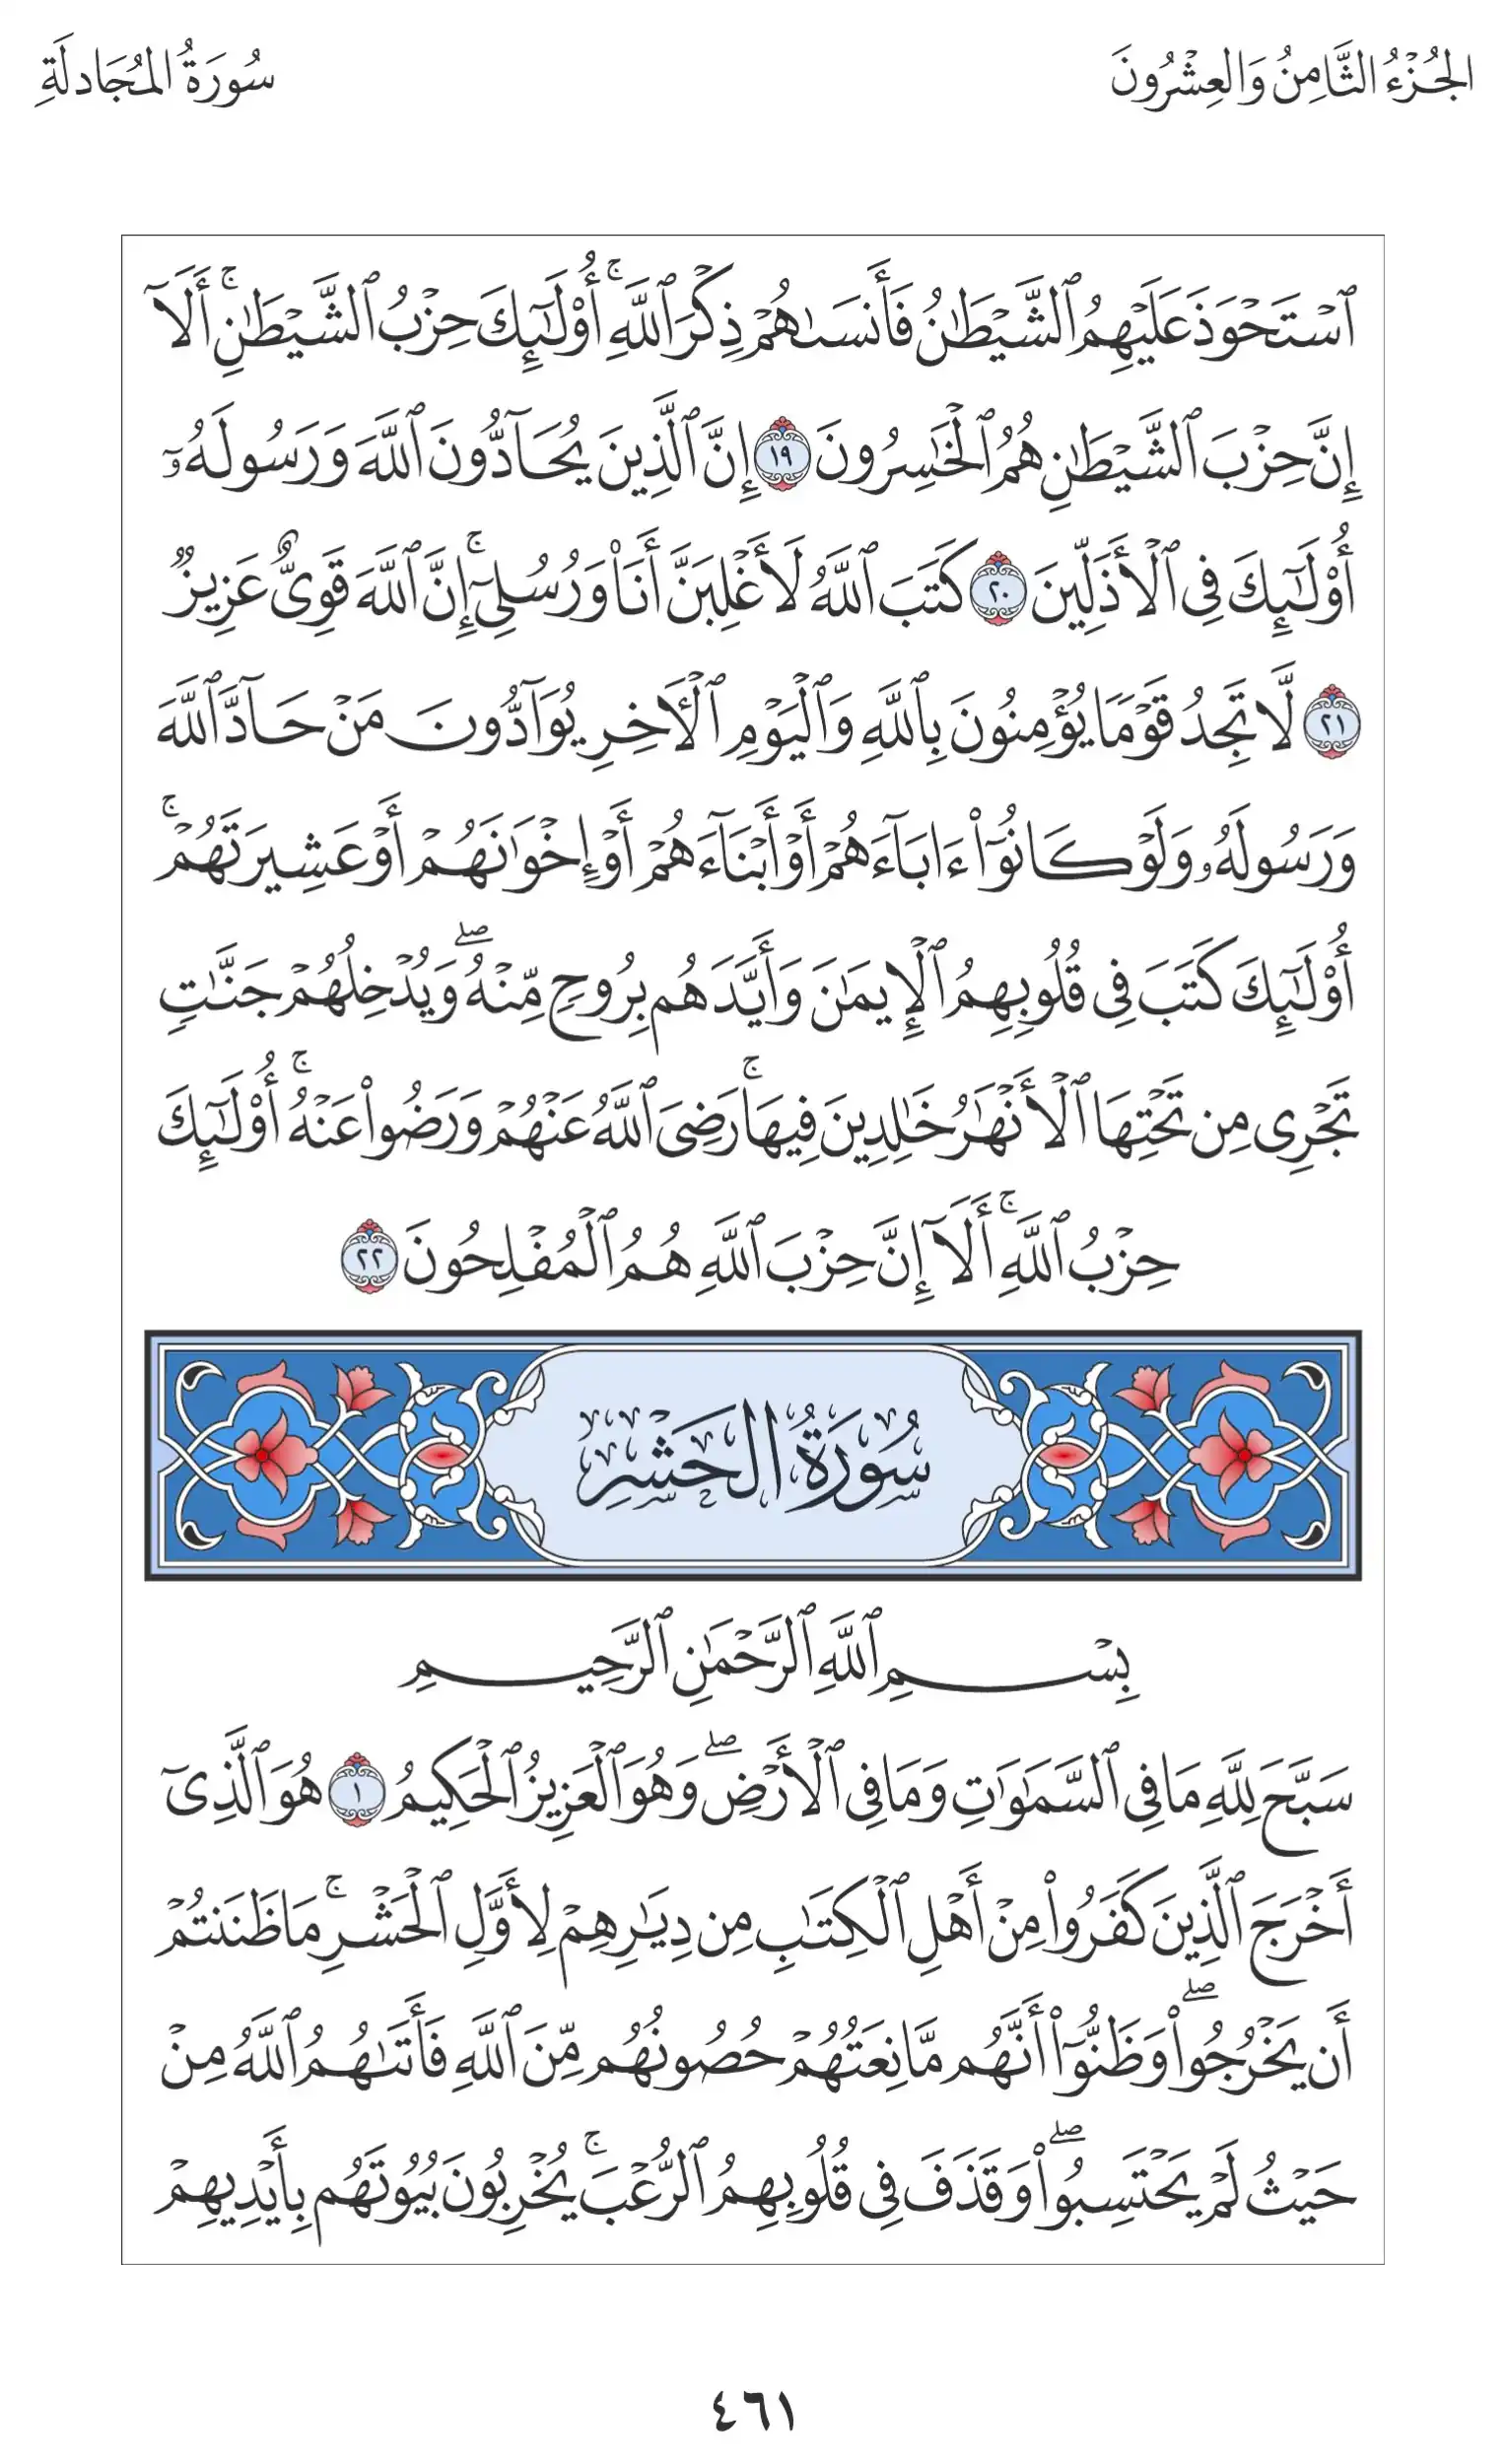 الجُزْءُ الثَّامِنُ وَالعِشْرُونَ
سُورَةُ المُجَادلَةِ
ٱسْتَحْوَذَ عَلَيْهِمُ ٱلشَّيْطَٰنُ فَأَنسَىٰهُمْ ذِكْرَ ٱللَّهِۚ أُوْلَٰٓئِكَ حِزْبُ ٱلشَّيْطَٰنِۚ أَلَآ
إِنَّ حِزْبَ ٱلشَّيْطَٰنِ هُمُ ٱلْخَٰسِرُونَ ١٩ إِنَّ ٱلَّذِينَ يُحَآدُّونَ ٱللَّهَ وَرَسُولَهُۥٓ
أُوْلَٰٓئِكَ فِى ٱلْأَذَلِّينَ ٢٠ كَتَبَ ٱللَّهُ لَأَغْلِبَنَّ أَنَا۠ وَرُسُلِىٓۚ إِنَّ ٱللَّهَ قَوِىٌّ عَزِيزٌ
٢١ لَّا تَجِدُ قَوْمًا يُؤْمِنُونَ بِٱللَّهِ وَٱلْيَوْمِ ٱلْأٓخِرِ يُوَآدُّونَ مَنْ حَآدَّ ٱللَّهَ
وَرَسُولَهُۥ وَلَوْ كَانُوٓا۟ ءَابَآءَهُمْ أَوْ أَبْنَآءَهُمْ أَوْ إِخْوَٰنَهُمْ أَوْ عَشِيرَتَهُمْۚ
أُوْلَٰٓئِكَ كَتَبَ فِى قُلُوبِهِمُ ٱلْإِيمَٰنَ وَأَيَّدَهُم بِرُوحٍ مِّنْهُۖ وَيُدْخِلُهُمْ جَنَّٰتٍ
تَجْرِى مِن تَحْتِهَا ٱلْأَنْهَٰرُ خَٰلِدِينَ فِيهَاۚ رَضِىَ ٱللَّهُ عَنْهُمْ وَرَضُوا۟ عَنْهُۚ أُوْلَٰٓئِكَ
حِزْبُ ٱللَّهِۚ أَلَآ إِنَّ حِزْبَ ٱللَّهِ هُمُ ٱلْمُفْلِحُونَ ٢٢
سُورَةُ الحَشْرِ
بِسْمِ ٱللَّهِ ٱلرَّحْمَٰنِ ٱلرَّحِيمِ
سَبَّحَ لِلَّهِ مَا فِى ٱلسَّمَٰوَٰتِ وَمَا فِى ٱلْأَرْضِۖ وَهُوَ ٱلْعَزِيزُ ٱلْحَكِيمُ ١ هُوَ ٱلَّذِىٓ
أَخْرَجَ ٱلَّذِينَ كَفَرُوا۟ مِنْ أَهْلِ ٱلْكِتَٰبِ مِن دِيَٰرِهِمْ لِأَوَّلِ ٱلْحَشْرِۚ مَا ظَنَنتُمْ
أَن يَخْرُجُوا۟ۖ وَظَنُّوٓا۟ أَنَّهُم مَّانِعَتُهُمْ حُصُونُهُم مِّنَ ٱللَّهِ فَأَتَىٰهُمُ ٱللَّهُ مِنْ
حَيْثُ لَمْ يَحْتَسِبُوا۟ۖ وَقَذَفَ فِى قُلُوبِهِمُ ٱلرُّعْبَۚ يُخْرِبُونَ بُيُوتَهُم بِأَيْدِيهِمْ
٤٦١